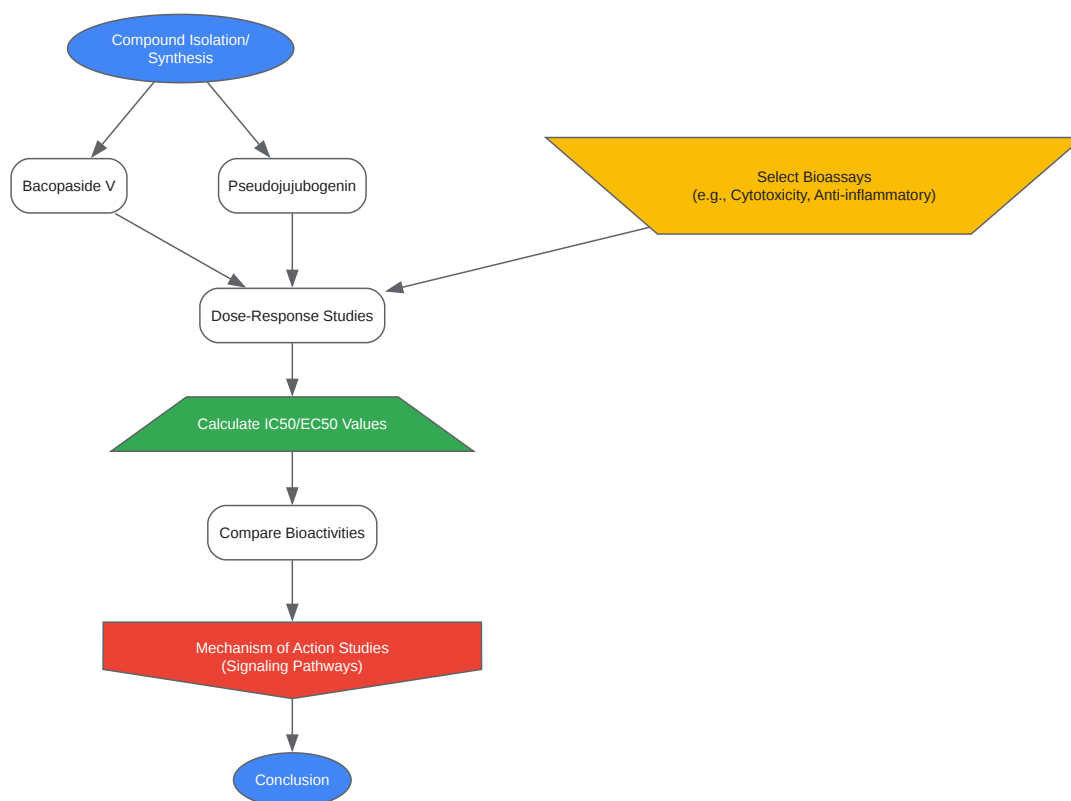 Compound Isolation/
Synthesis
Bacopaside V
Pseudojujubogenin
Select Bioassays
(e.g., Cytotoxicity, Anti-inflammatory)
Dose-Response Studies
Calculate IC50/EC50 Values
Compare Bioactivities
Mechanism of Action Studies
(Signaling Pathways)
Conclusion